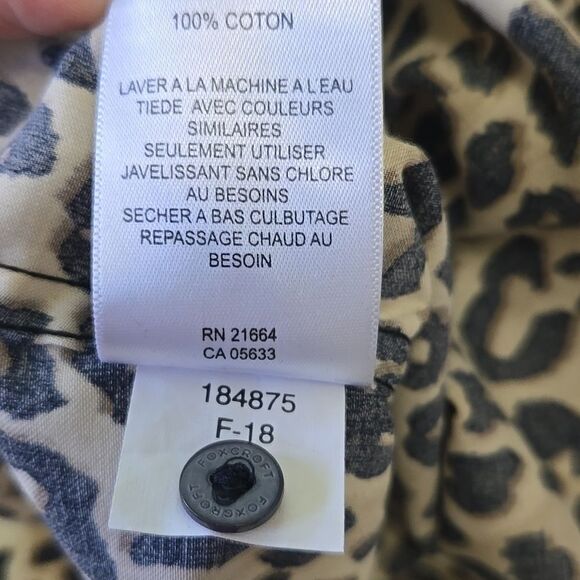 100% COTON
LAVER A LA MACHINE A L'EAU
TIEDE AVEC COULEURS
SIMILAIRES
SEULEMENT UTILISER
JAVELISSANT SANS CHLORE
AU BESOINS
SECHER A BAS CULBUTAGE
REPASSAGE CHAUD AU
BESOIN
RN 21664
CA 05633
184875
F-18
FOXCROFT
FOXCROFT